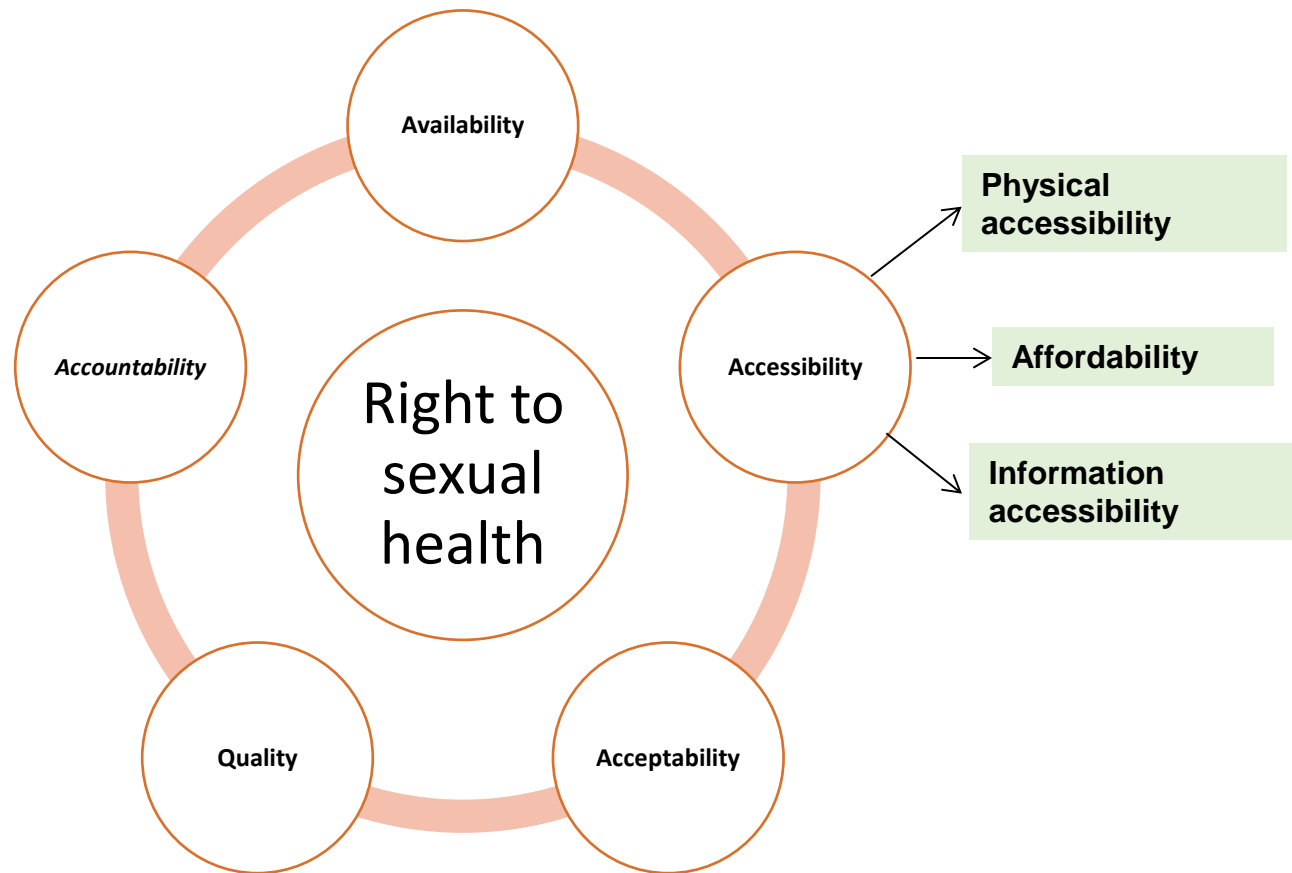 Availability
Physical
accessibility
Accountability
Accessibility
Affordability
Right to
sexual
health
Information
accessibility
Quality
Acceptability